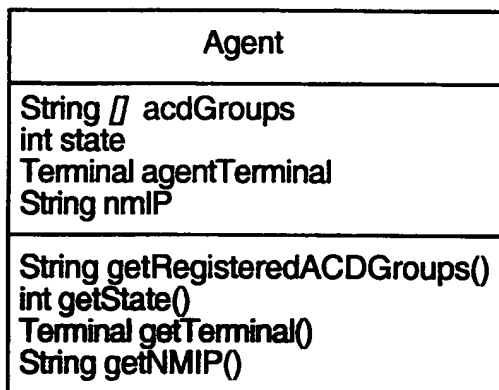 Agent
String [] acdGroups
int state
Terminal agentTerminal
String nmIP
String getRegisteredACDGroups()
int getState()
Terminal getTerminal()
String getNMIP()